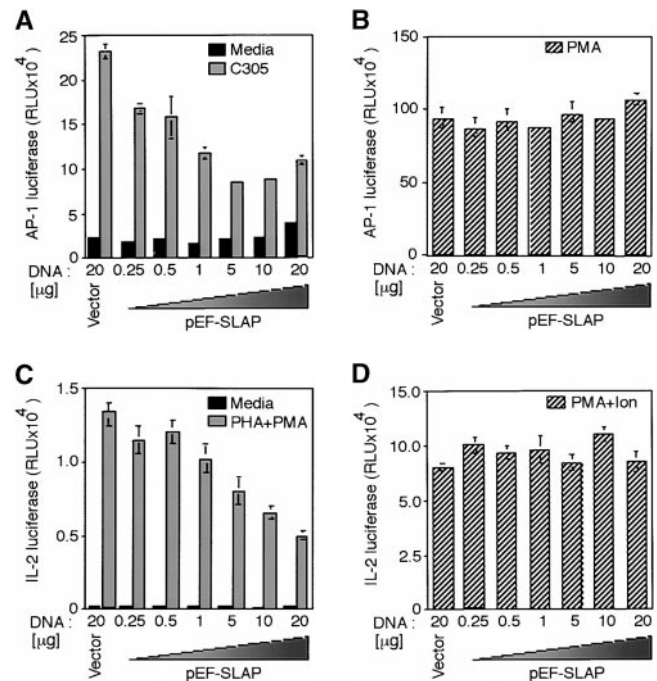 A
AP-1 luciferase (RLUx10^4)
25
20
15
10
5
0
Media
C305
DNA :
[µg]
20 0.25 0.5 1 5 10 20
Vector
pEF-SLAP
B
AP-1 luciferase (RLUx10^4)
150
100
50
0
PMA
DNA :
[µg]
20 0.25 0.5 1 5 10 20
Vector
pEF-SLAP
C
IL-2 luciferase (RLUx10^4)
1.5
1.0
0.5
0
Media
PHA+PMA
DNA :
[µg]
20 0.25 0.5 1 5 10 20
Vector
pEF-SLAP
D
IL-2 luciferase (RLUx10^4)
15.0
10.0
7.5
2.5
0
PMA+Ion
DNA :
[µg]
20 0.25 0.5 1 5 10 20
Vector
pEF-SLAP